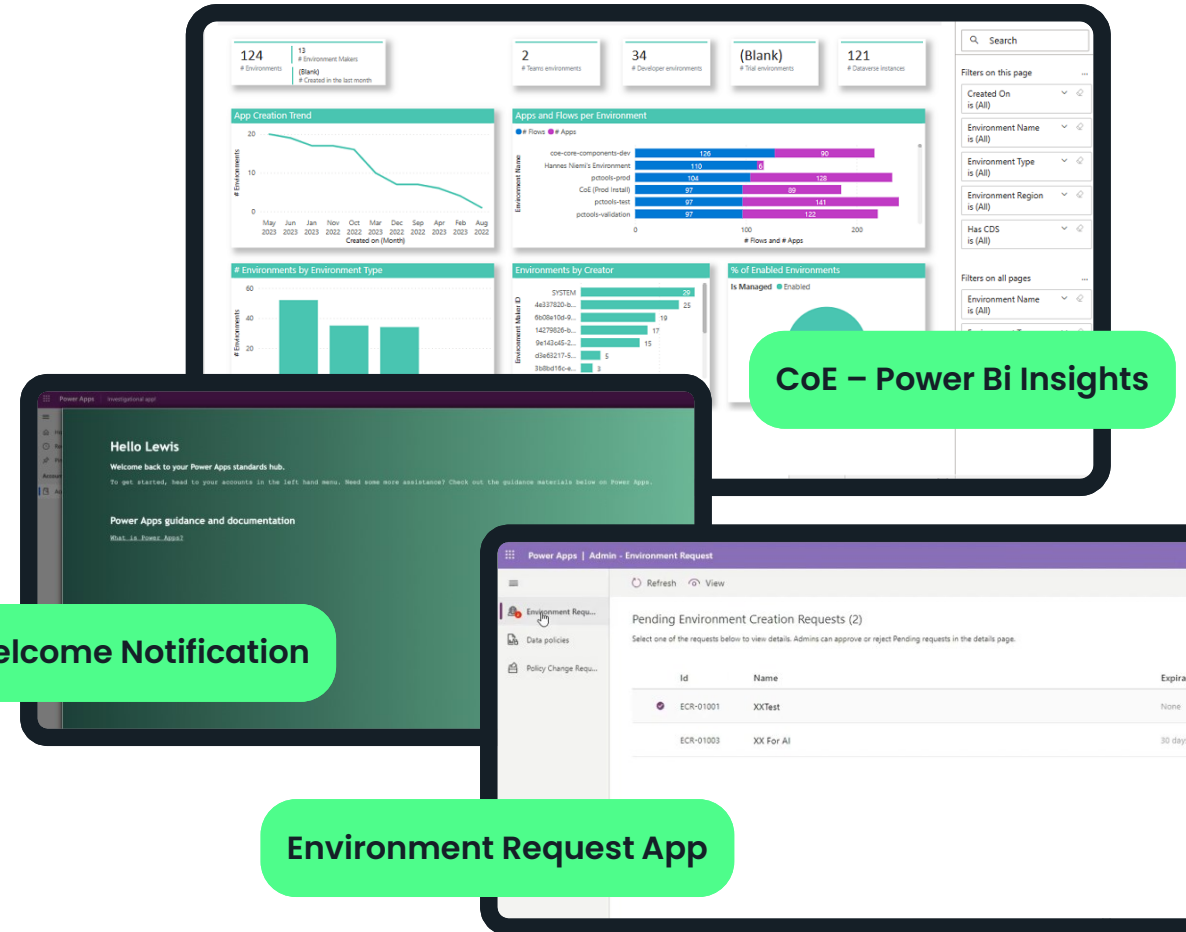 124
# Environments
13
# Environment Makers
(Blank)
# Created in the last month
2
# Teams environments
34
# Developer environments
(Blank)
# Trial environments
121
# Dataverse instances
Search
Filters on this page
...
Created On
is (All)
Environment Name
is (All)
Environment Type
is (All)
Environment Region
is (All)
Has CDS
is (All)
Filters on all pages
...
Environment Name
is (All)
App Creation Trend
# Environments
20
10
0
May Jun Jan Nov Oct Mar Dec Sep Apr Feb Aug
2023 2023 2023 2022 2022 2023 2022 2022 2023 2023 2022
Created on (Month)
Apps and Flows per Environment
# Flows # Apps
Environment Name
coe-core-components-dev 126 90
Hannes Niemi's Environment 110 6
pctools-prod 104 128
CoE (Prod Install) 97 89
pctools-test 97 141
pctools-validation 97 122
0 100 200
# Flows and # Apps
# Environments by Environment Type
# Environments
60
40
20
Environments by Creator
Environment Maker ID
SYSTEM 29
4e337820-b... 25
6b08e10d-9... 19
14279826-b... 17
9e143c45-2... 15
d3e63217-5... 5
3b8bd16c-e... 3
% of Enabled Environments
Is Managed Enabled
CoE – Power Bi Insights
Power Apps | Investigational app!
Hello Lewis
Welcome back to your Power Apps standards hub.
To get started, head to your accounts in the left hand menu. Need some more assistance? Check out the guidance materials below on Power Apps.
Power Apps guidance and documentation
What is Power Apps?
elcome Notification
Power Apps | Admin - Environment Request
Refresh View
Environment Requ...
Data policies
Policy Change Requ...
Pending Environment Creation Requests (2)
Select one of the requests below to view details. Admins can approve or reject Pending requests in the details page.
Id Name Expira
ECR-01001 XXTest None
ECR-01003 XX For AI 30 day
Environment Request App